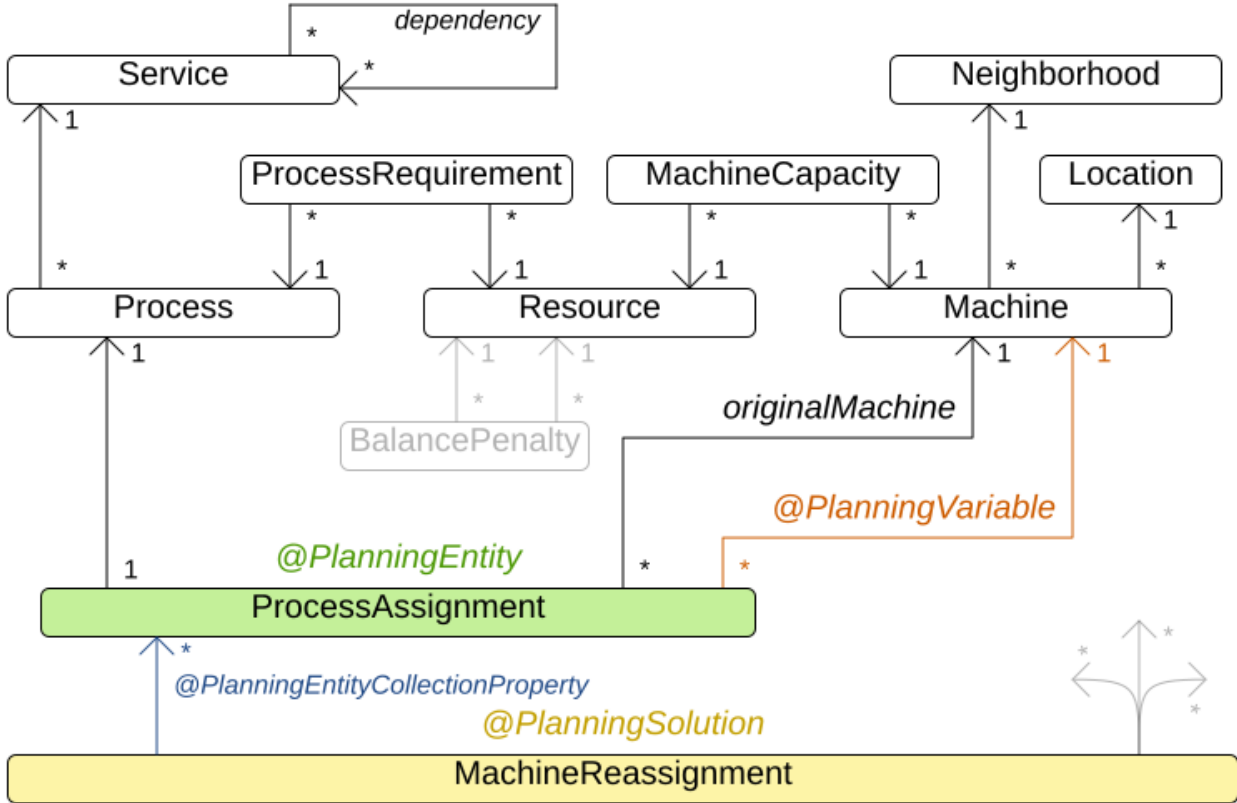 * dependency
Service * Neighborhood
1 1
ProcessRequirement MachineCapacity Location
* * * * 1
* 1 1 1 1 * *
Process Resource Machine
1 1 1 1 1
* * originalMachine
BalancePenalty
@PlanningVariable
@PlanningEntity
1 * *
ProcessAssignment
* * * *
@PlanningEntityCollectionProperty
@PlanningSolution
MachineReassignment